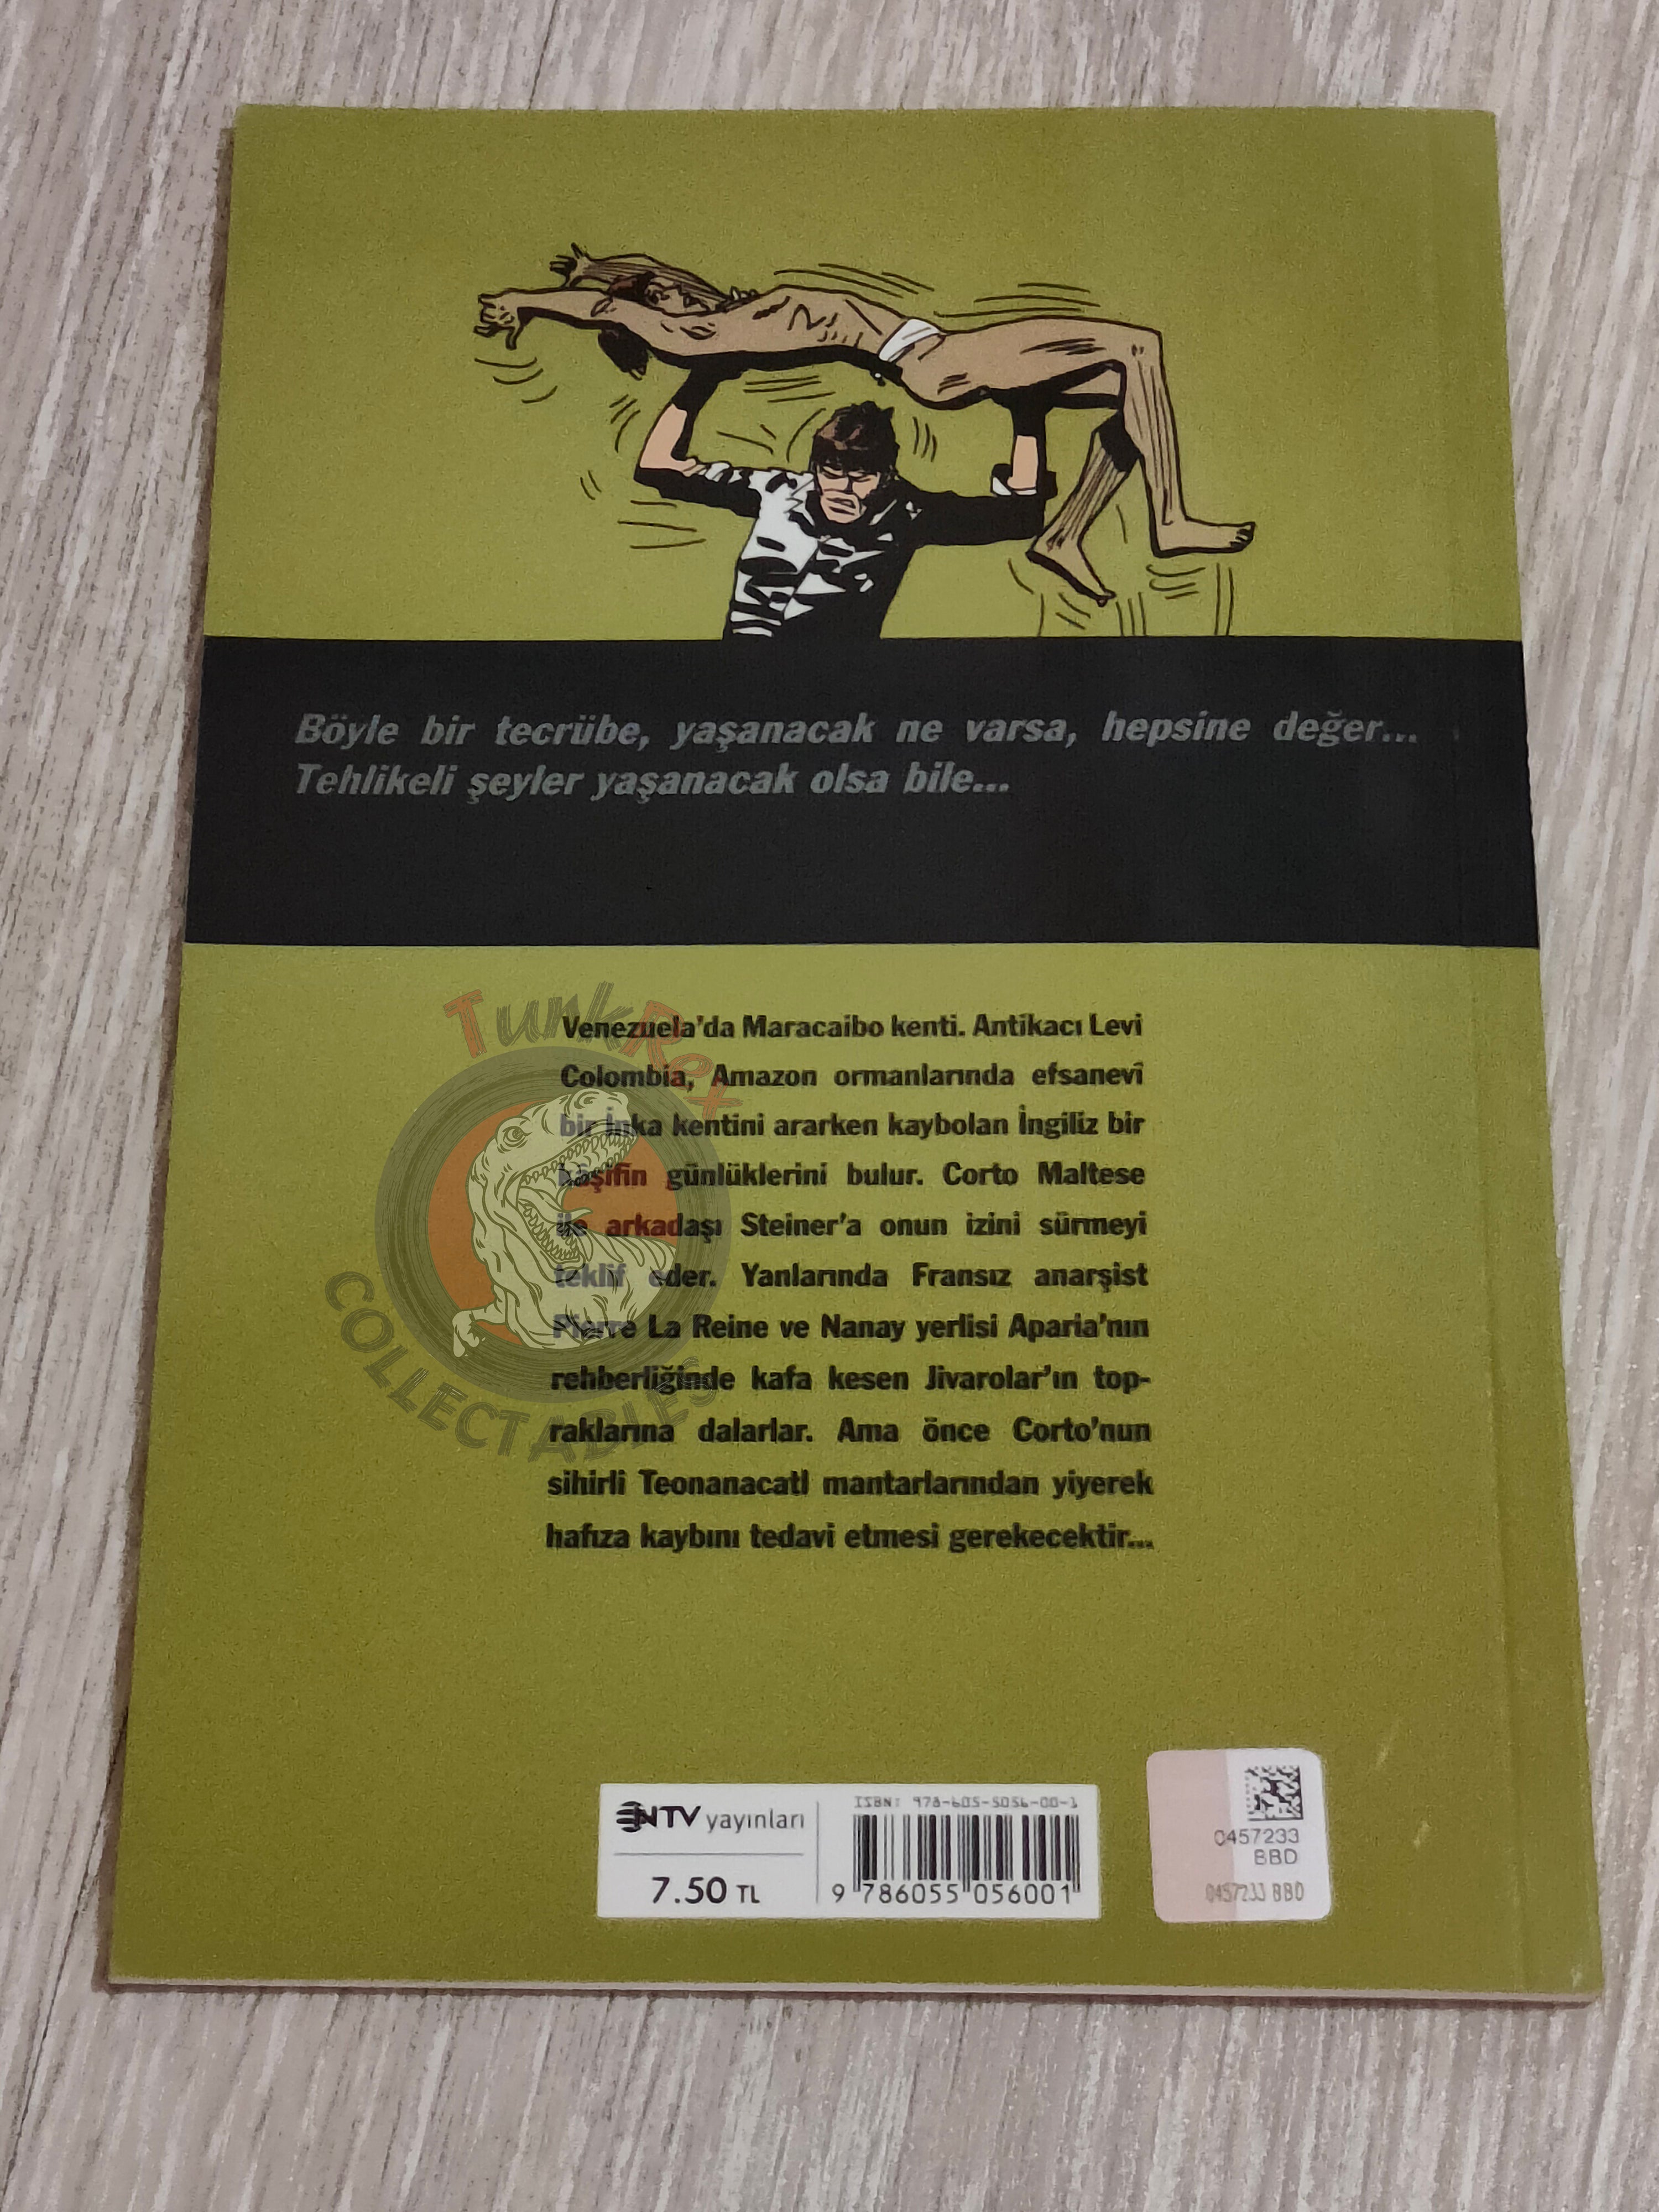 Böyle bir tecrübe, yaşanacak ne varsa, hepsine değer...
Tehlikeli şeyler yaşanacak olsa bile...
TurkRex
COLLECTABLES
Venezuela'da Maracaibo kenti. Antikacı Levi
Colombia, Amazon ormanlarında efsanevî
bir İnka kentini ararken kaybolan İngiliz bir
kâşifin günlüklerini bulur. Corto Maltese
ile arkadaşı Steiner'a onun izini sürmeyi
teklif eder. Yanlarında Fransız anarşist
Pierre La Reine ve Nanay yerlisi Aparia'nın
rehberliğinde kafa kesen Jivarolar'ın top-
raklarına dalarlar. Ama önce Corto'nun
sihirli Teonanacatl mantarlarından yiyerek
hafıza kaybını tedavi etmesi gerekecektir...
NTV yayınları
7.50 TL
ISBN: 978-605-5056-00-1
9 786055 056001
0457233
BBD
0457233 BBD